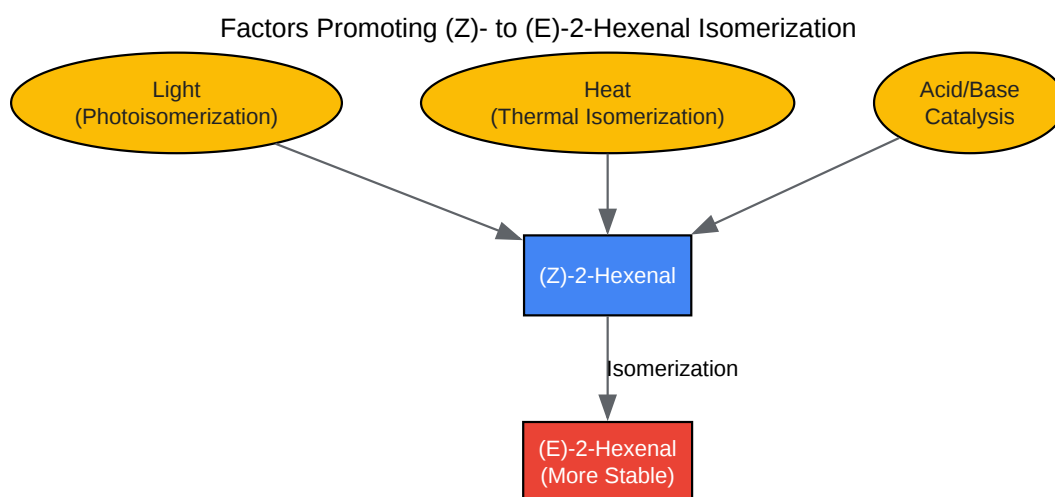 Factors Promoting (Z)- to (E)-2-Hexenal Isomerization
Light
(Photoisomerization)
Heat
(Thermal Isomerization)
Acid/Base
Catalysis
(Z)-2-Hexenal
Isomerization
(E)-2-Hexenal
(More Stable)